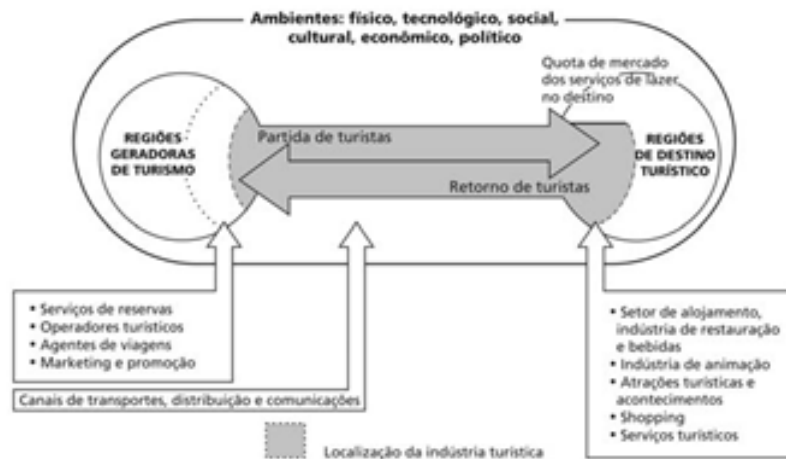 Ambientes: físico, tecnológico, social,
cultural, econômico, político
Quota de mercado
dos serviços de lazer
no destino
REGIÕES
GERADORAS
DE TURISMO
Partida de turistas
REGIÕES
DE DESTINO
TURÍSTICO
Retorno de turistas
• Serviços de reservas
• Operadores turísticos
• Agentes de viagens
• Marketing e promoção
Canais de transportes, distribuição e comunicações
• Setor de alojamento,
indústria de restauração
e bebidas
• Indústria de animação
• Atrações turísticas e
acontecimentos
• Shopping
• Serviços turísticos
Localização da indústria turística